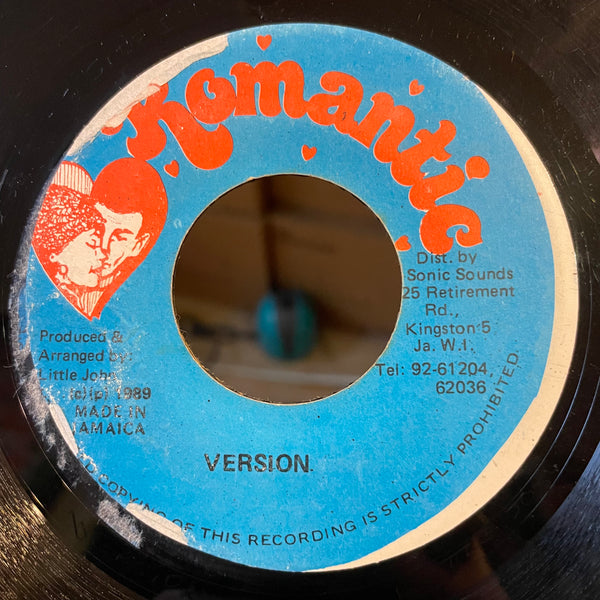 Romantic
Dist. by
Sonic Sounds
25 Retirement
Rd.,
Kingston 5
Ja. W.I.
Tel: 92-61204,
62036
Produced &
Arranged by:
Little John
(c)(p) 1989
MADE IN
JAMAICA
VERSION.
COPYING OF THIS RECORDING IS STRICTLY PROHIBITED.